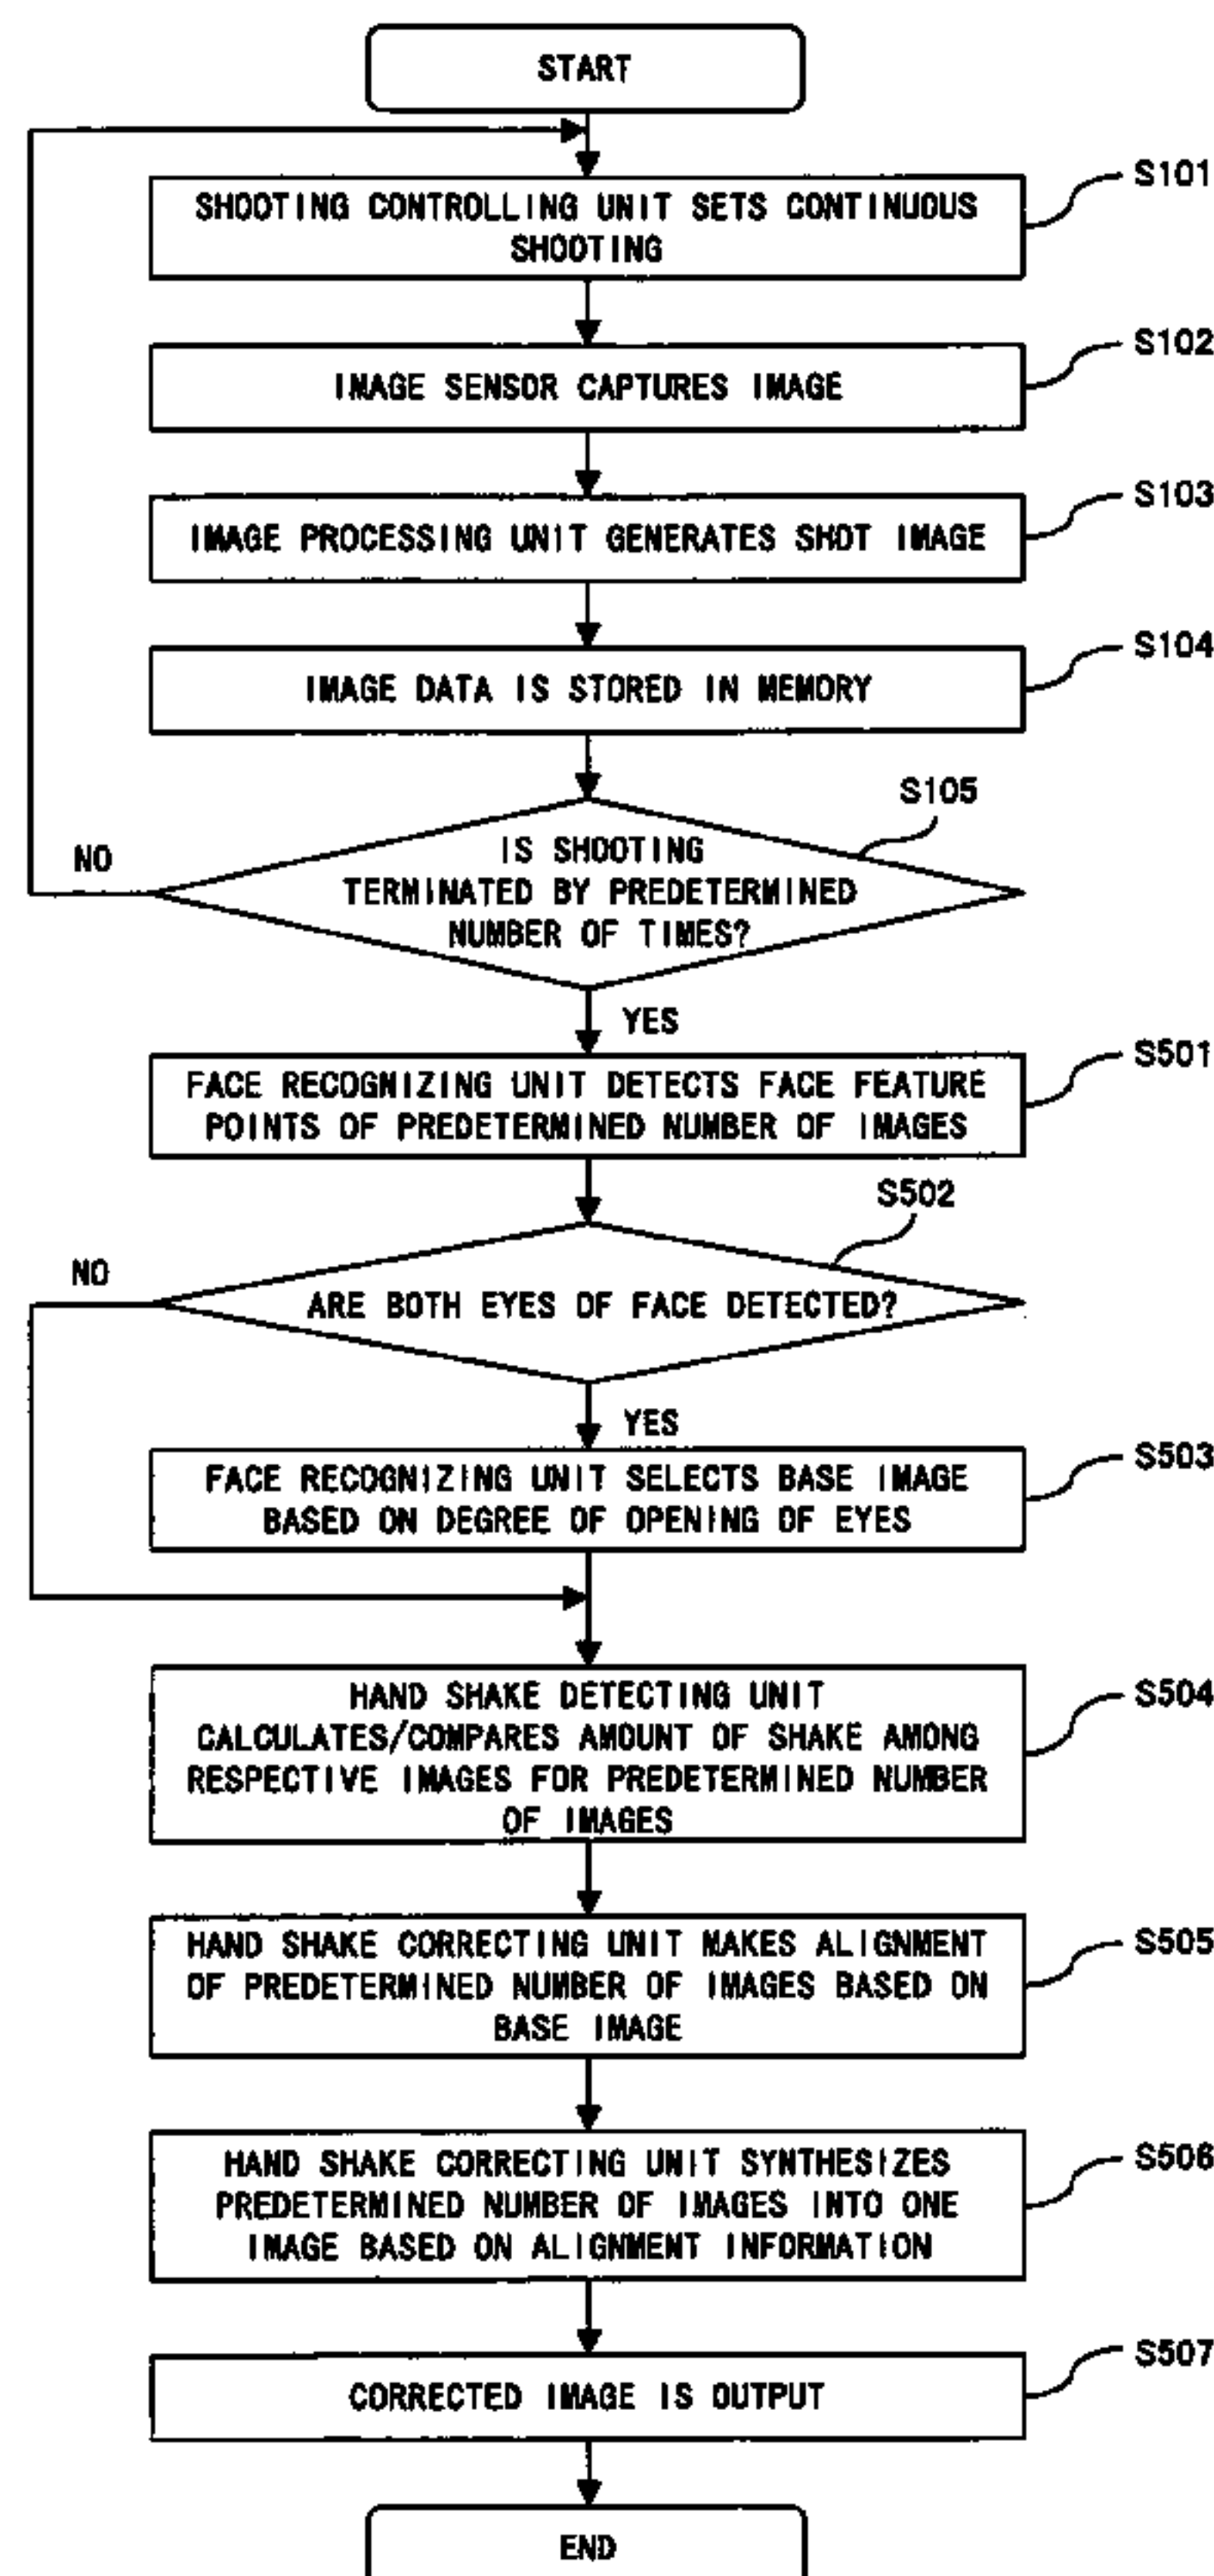 START
SHOOTING CONTROLLING UNIT SETS CONTINUOUS
SHOOTING
S101
IMAGE SENSOR CAPTURES IMAGE
S102
IMAGE PROCESSING UNIT GENERATES SHOT IMAGE
S103
IMAGE DATA IS STORED IN MEMORY
S104
S105
IS SHOOTING
TERMINATED BY PREDETERMINED
NUMBER OF TIMES?
NO
YES
FACE RECOGNIZING UNIT DETECTS FACE FEATURE
POINTS OF PREDETERMINED NUMBER OF IMAGES
S501
S502
ARE BOTH EYES OF FACE DETECTED?
NO
YES
FACE RECOGNIZING UNIT SELECTS BASE IMAGE
BASED ON DEGREE OF OPENING OF EYES
S503
HAND SHAKE DETECTING UNIT
CALCULATES/COMPARES AMOUNT OF SHAKE AMONG
RESPECTIVE IMAGES FOR PREDETERMINED NUMBER
OF IMAGES
S504
HAND SHAKE CORRECTING UNIT MAKES ALIGNMENT
OF PREDETERMINED NUMBER OF IMAGES BASED ON
BASE IMAGE
S505
HAND SHAKE CORRECTING UNIT SYNTHESIZES
PREDETERMINED NUMBER OF IMAGES INTO ONE
IMAGE BASED ON ALIGNMENT INFORMATION
S506
CORRECTED IMAGE IS OUTPUT
S507
END